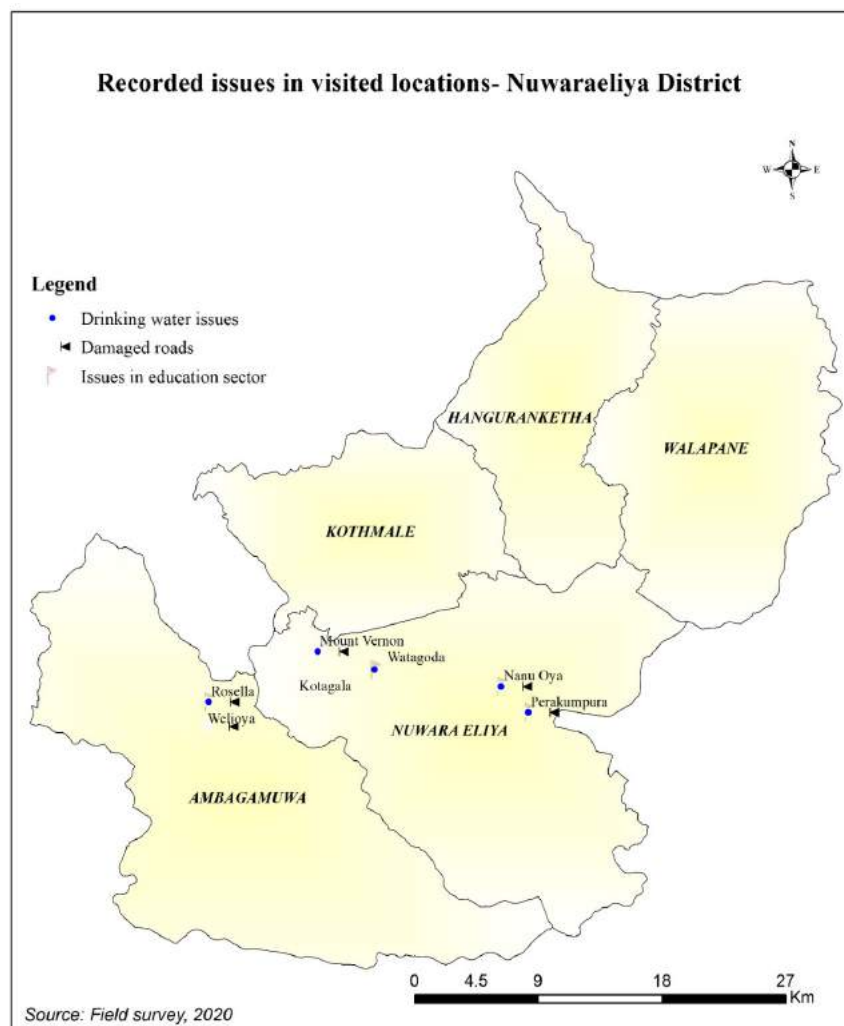 Recorded issues in visited locations- Nuwaraeliya District
N
W E
S
Legend
Drinking water issues
Damaged roads
Issues in education sector
HANGURANKETHA
WALAPANE
KOTHMALE
Mount Vernon
Watagoda
Kotagala
Nanu Oya
Rosella
Perakumpura
Welioya
NUWARA ELIYA
AMBAGAMUWA
0 4.5 9 18 27
Km
Source: Field survey, 2020